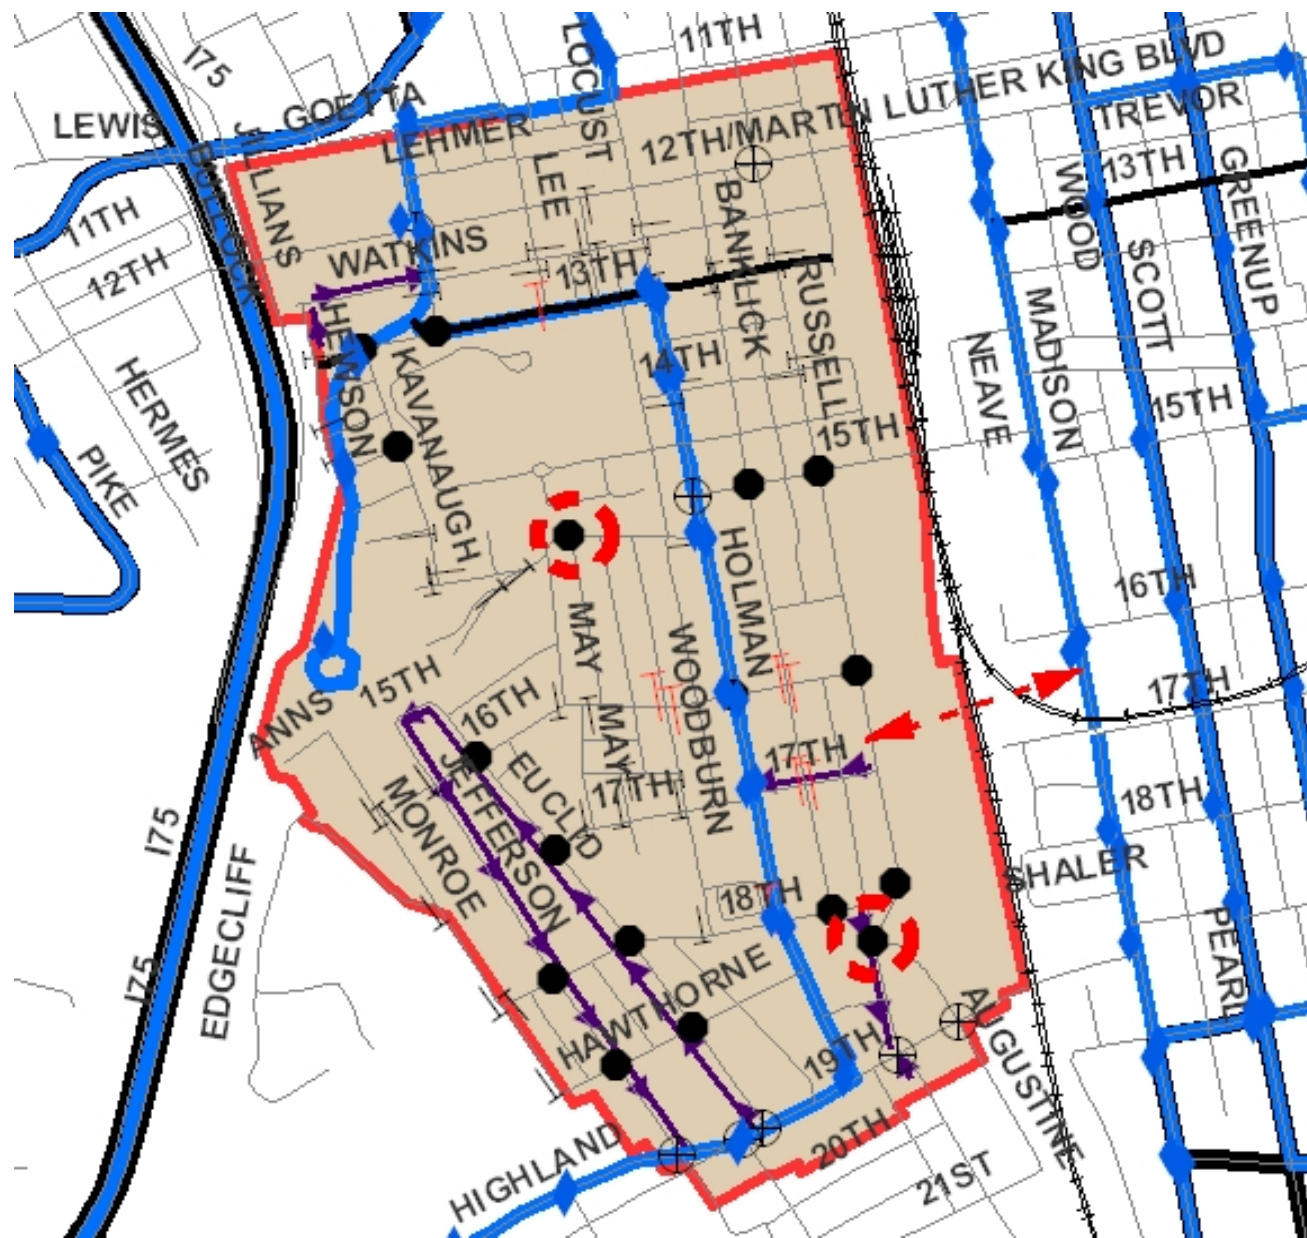 I75
LOCUST
11TH
LEWIS
GOETTA
LEHMER
JILLIANS
BULLOCK
LEE
12TH/MARTIN LUTHER KING BLVD
TREVOR
13TH
WOOD
GREENUP
11TH
12TH
WATKINS
13TH
BANKLICK
RUSSELL
SCOTT
HEWSON
KAVANAUGH
14TH
NEAVE
MADISON
HERMES
PIKE
15TH
15TH
HOLMAN
16TH
MAY
WOODBURN
ANNS
15TH
16TH
MAY
17TH
17TH
17TH
MONROE
JEFFERSON
EUCLID
18TH
I75
EDGECLIFF
SHALER
18TH
PEARL
I75
HAWTHORNE
19TH
AUGUSTINE
HIGHLAND
20TH
21ST